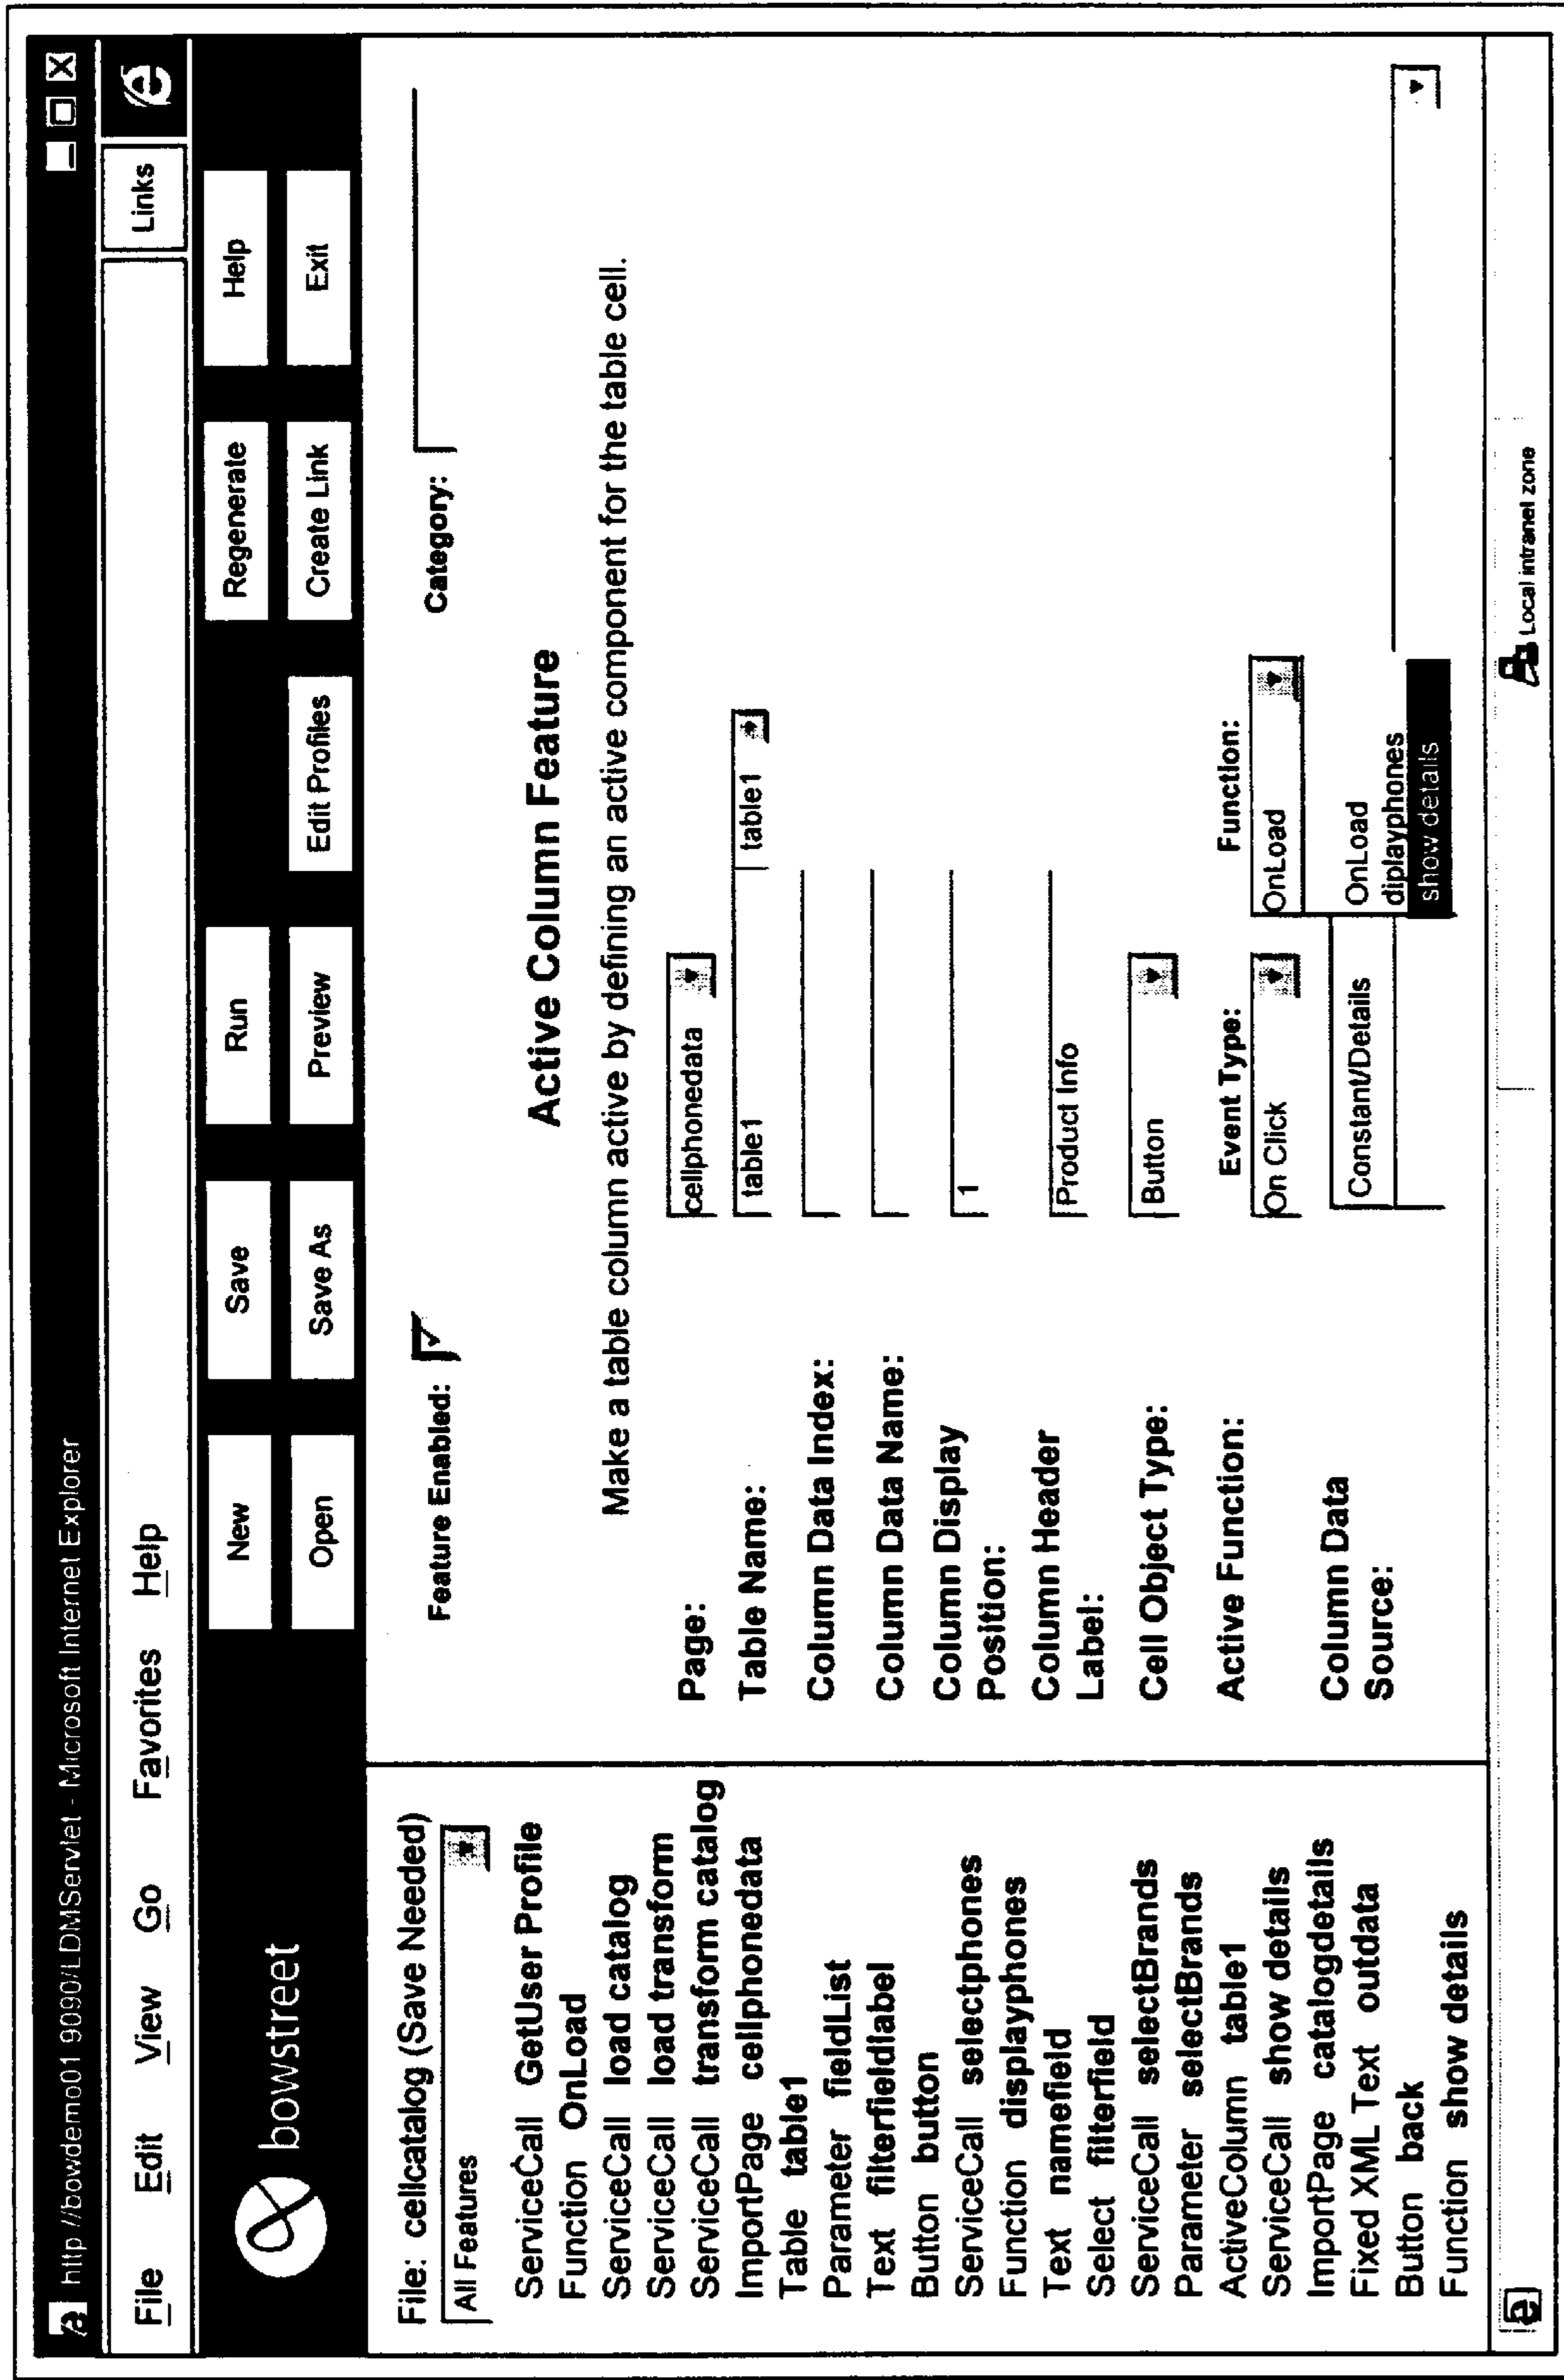 http //bowdemo01 9090/LDMServlet - Microsoft Internet Explorer
File Edit View Go Favorites Help
Links
bowstreet
New Save Run Regenerate Help
Open Save As Preview Edit Profiles Create Link Exit
File: cellcatalog (Save Needed)
All Features
ServiceCall GetUser Profile
Function OnLoad
ServiceCall load catalog
ServiceCall load transform
ServiceCall transform catalog
ImportPage cellphonedata
Table table1
Parameter fieldList
Text filterfieldlabel
Button button
ServiceCall selectphones
Function displayphones
Text namefield
Select filterfield
ServiceCall selectBrands
Parameter selectBrands
ActiveColumn table1
ServiceCall show details
ImportPage catalogdetails
Fixed XML Text outdata
Button back
Function show details
Feature Enabled: Category:
Active Column Feature
Make a table column active by defining an active component for the table cell.
Page: cellphonedata
Table Name: table1 table1
Column Data Index:
Column Data Name:
Column Display
Position: 1
Column Header
Label: Product Info
Cell Object Type: Button
Event Type: Function:
Active Function: On Click OnLoad
Column Data
Source: Constant/Details
OnLoad
diplayphones
show details
Local intranet zone